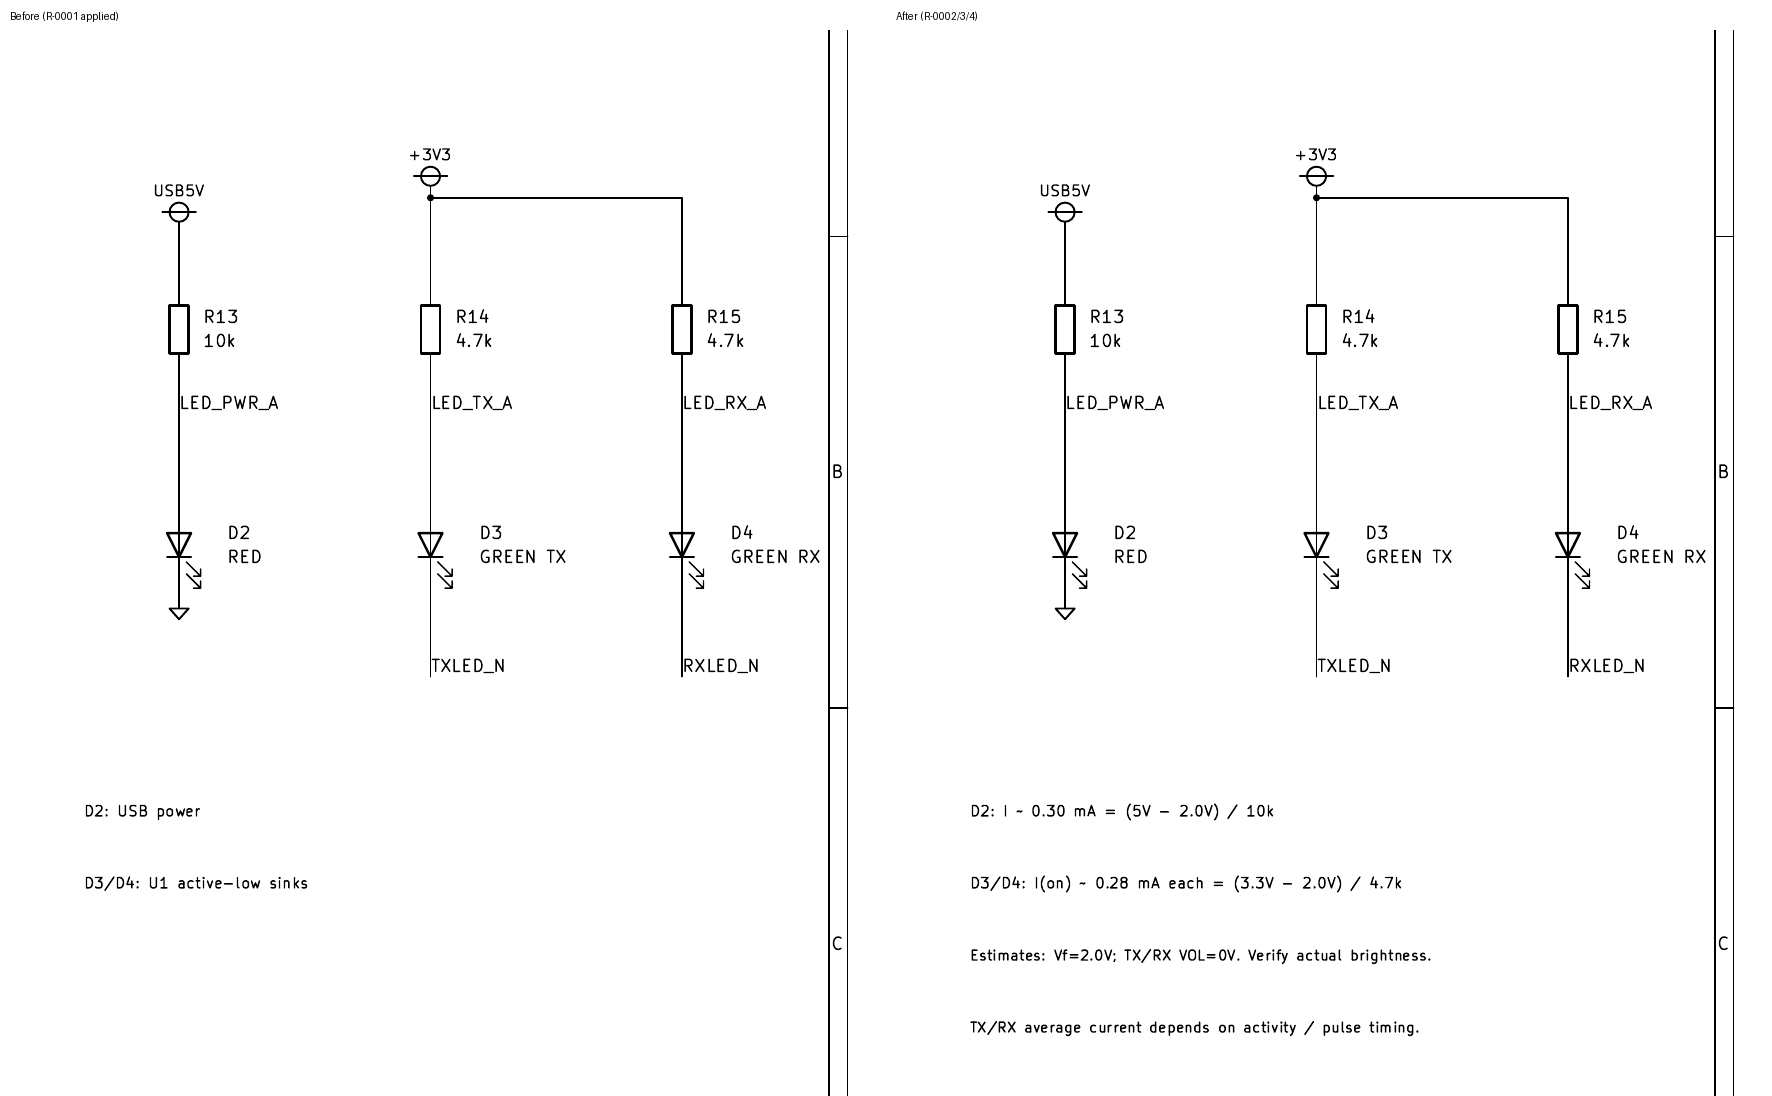 Before (R-0001 applied)
+3V3
USB5V
R13
10k
R14
4.7k
R15
4.7k
LED_PWR_A
LED_TX_A
LED_RX_A
B
D2
RED
D3
GREEN TX
D4
GREEN RX
TXLED_N
RXLED_N
D2: USB power
D3/D4: U1 active-low sinks
C
After (R-0002/3/4)
+3V3
USB5V
R13
10k
R14
4.7k
R15
4.7k
LED_PWR_A
LED_TX_A
LED_RX_A
B
D2
RED
D3
GREEN TX
D4
GREEN RX
TXLED_N
RXLED_N
D2: I ~ 0.30 mA = (5V - 2.0V) / 10k
D3/D4: I(on) ~ 0.28 mA each = (3.3V - 2.0V) / 4.7k
Estimates: Vf=2.0V; TX/RX VOL=0V. Verify actual brightness.
C
TX/RX average current depends on activity / pulse timing.